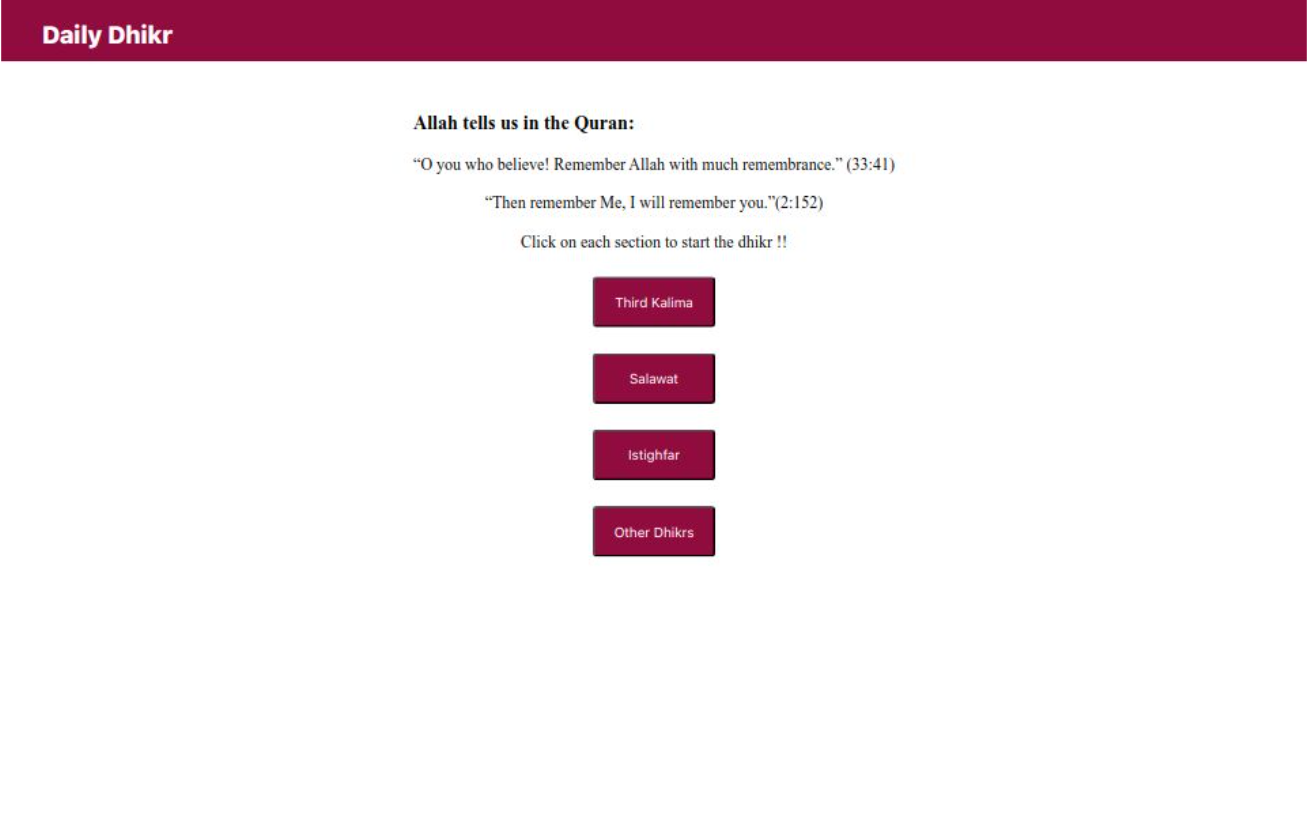 Daily Dhikr
Allah tells us in the Quran:
“O you who believe! Remember Allah with much remembrance.” (33:41)
“Then remember Me, I will remember you.”(2:152)
Click on each section to start the dhikr !!
Third Kalima
Salawat
Istighfar
Other Dhikrs